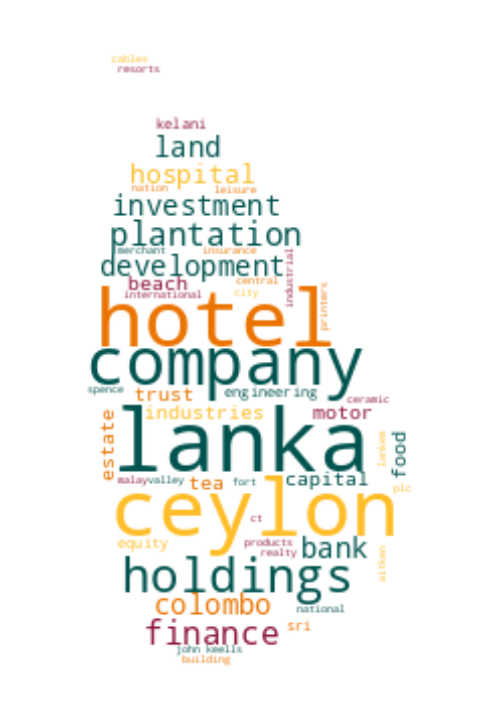 cables
resorts
kelani
land
hospital
nation leisure
investment
plantation
merchant insurance
development
industrial
beach central
international city
printers
hotel
company
spence trust engineering
ceramic
industries motor
estate
lanka
lankem
food
malay valley tea fort capital
plc
ceylon
ct
equity products bank
realty
aitken
holdings
colombo national
finance sri
john keells
building